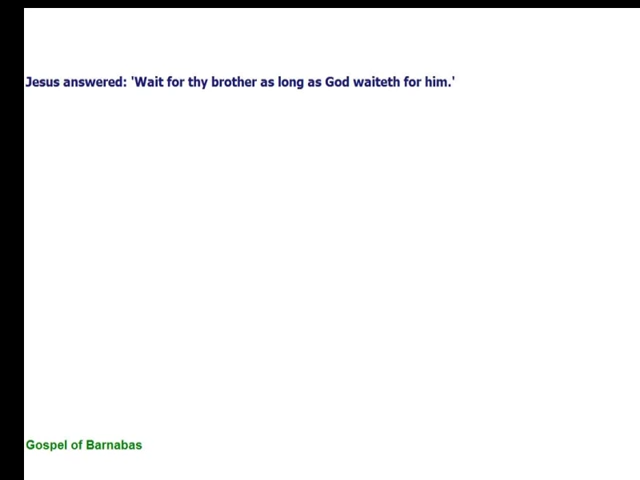 Jesus answered: 'Wait for thy brother as long as God waiteth for him.'
Gospel of Barnabas